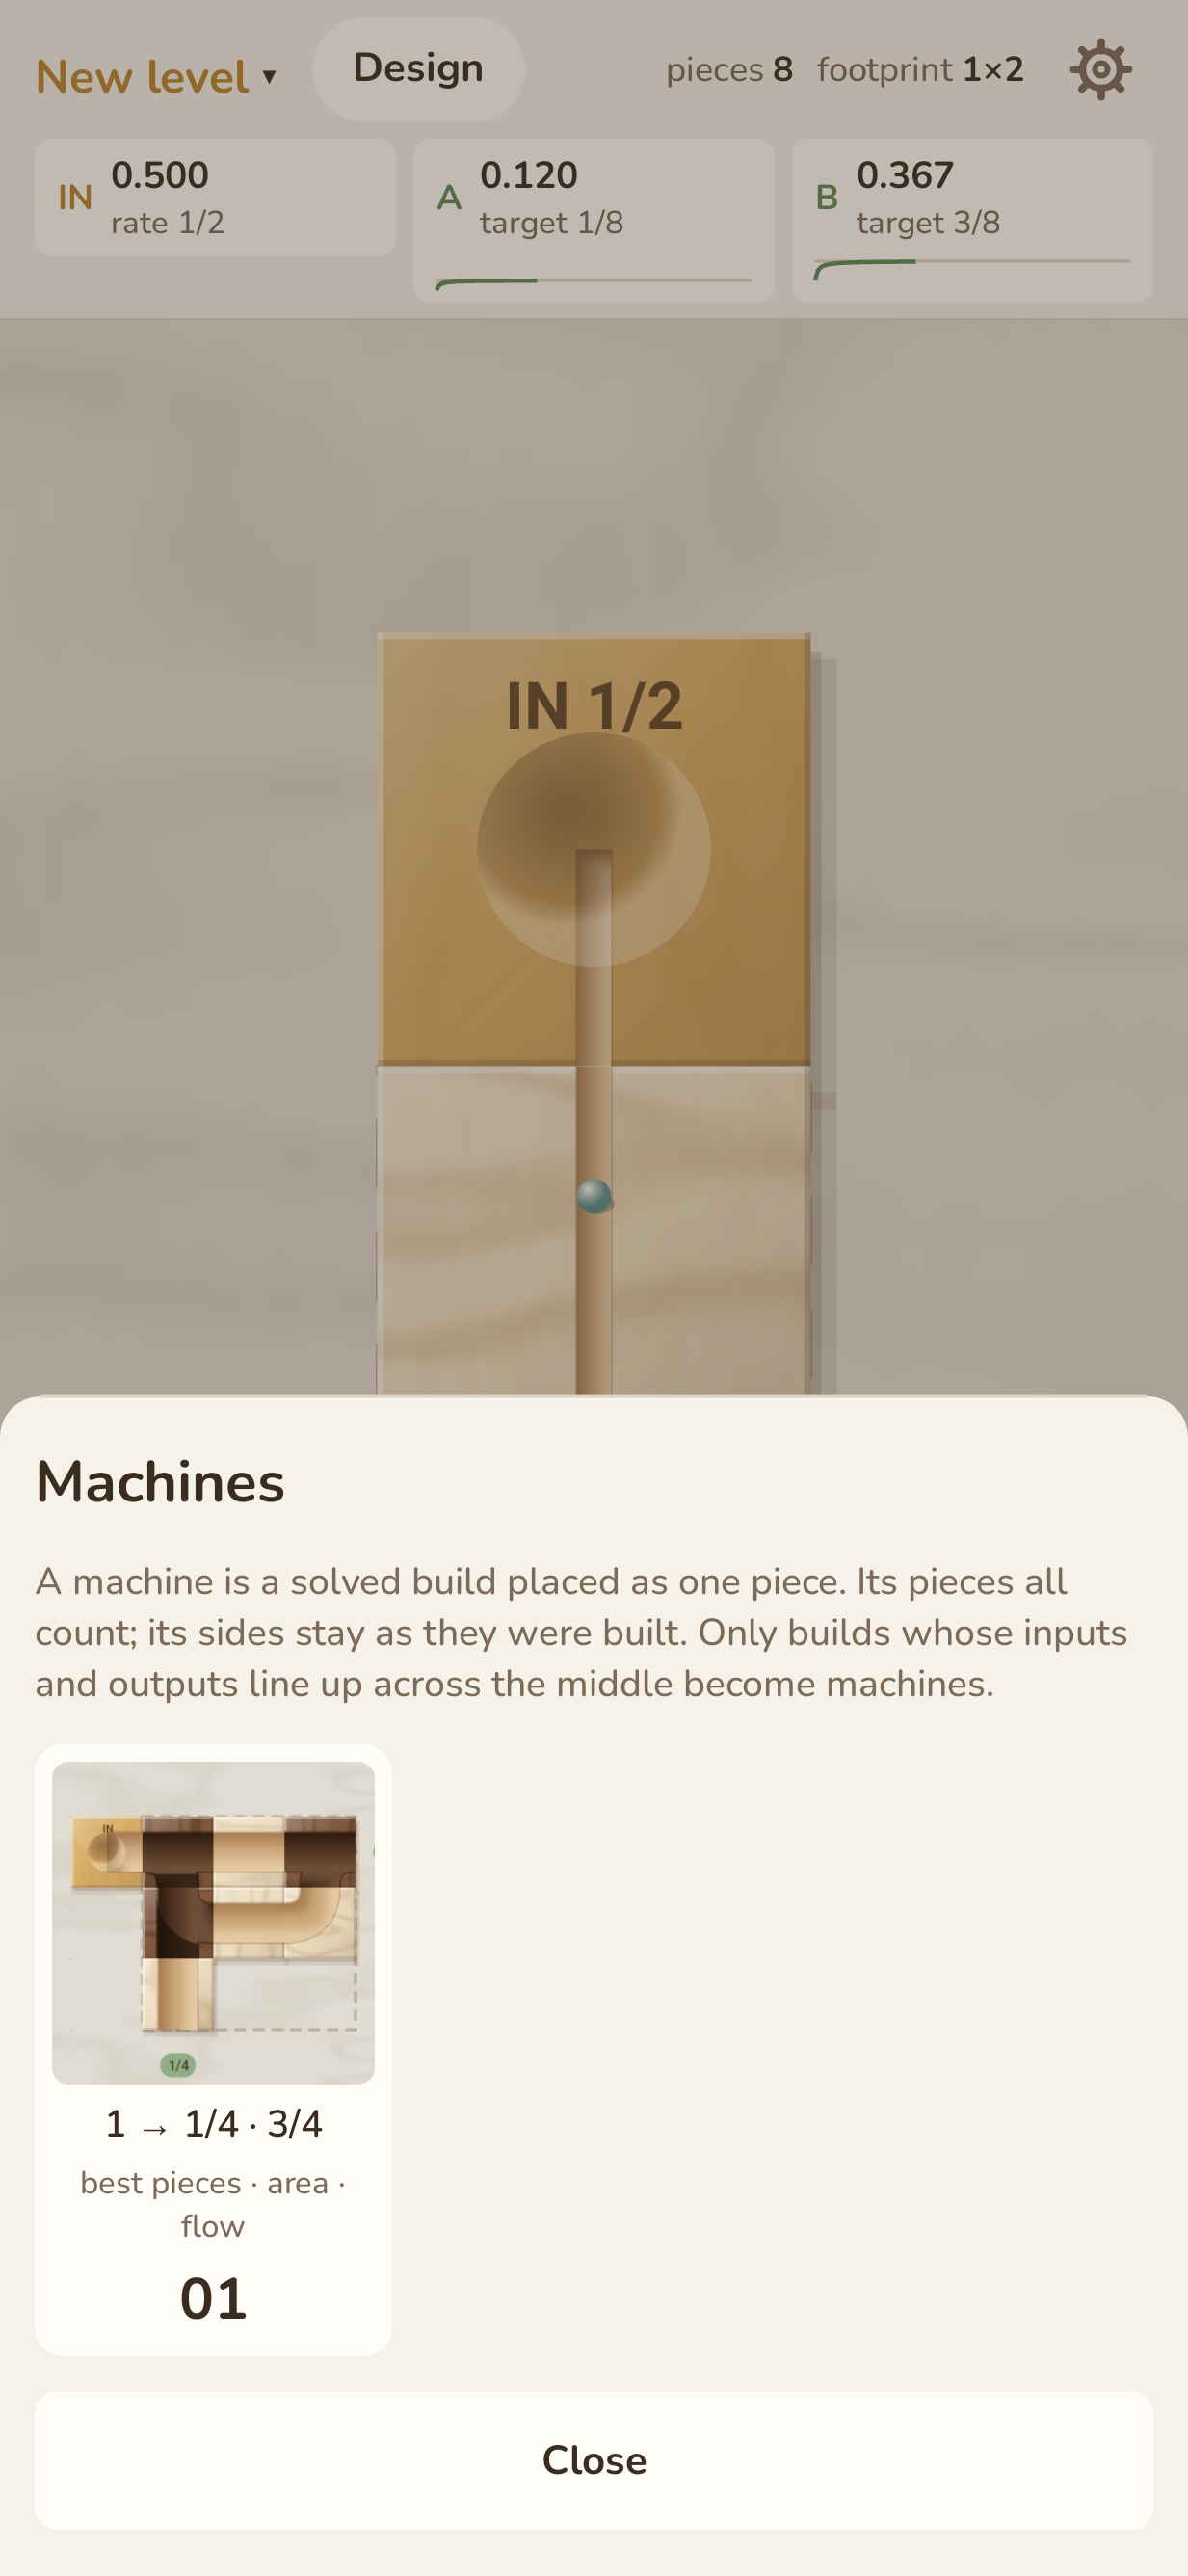 New level ▾
Design
pieces 8 footprint 1×2
IN 0.500
rate 1/2
A 0.120
target 1/8
B 0.367
target 3/8
IN 1/2
Machines
A machine is a solved build placed as one piece. Its pieces all
count; its sides stay as they were built. Only builds whose inputs
and outputs line up across the middle become machines.
IN
1/4
1 → 1/4 · 3/4
best pieces · area ·
flow
01
Close